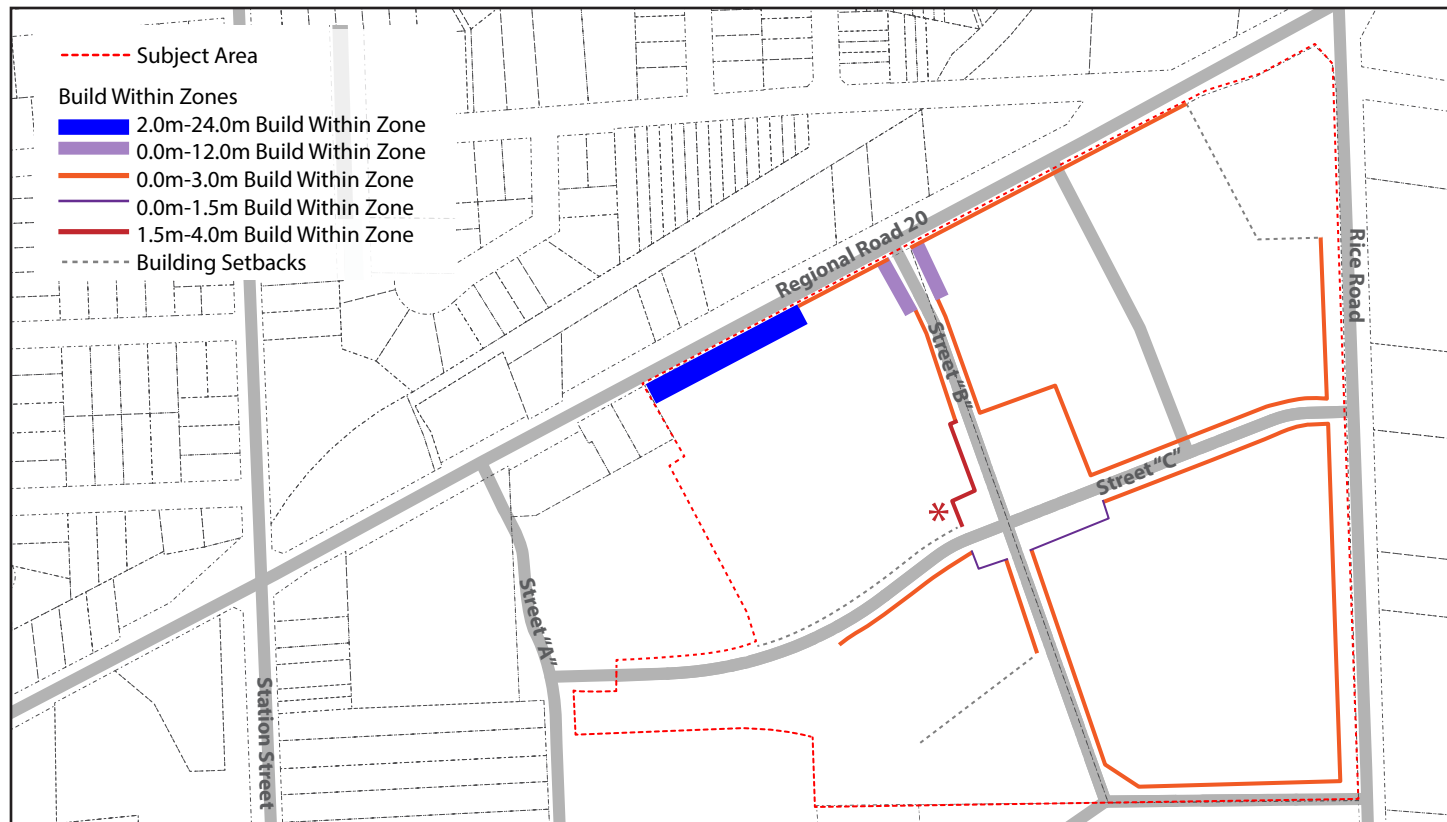 Subject Area
Build Within Zones
2.0m-24.0m Build Within Zone
0.0m-12.0m Build Within Zone
0.0m-3.0m Build Within Zone
0.0m-1.5m Build Within Zone
1.5m-4.0m Build Within Zone
Building Setbacks
Regional Road 20
Rice Road
Street “B”
Street “C”
*
Street “A”
Station Street